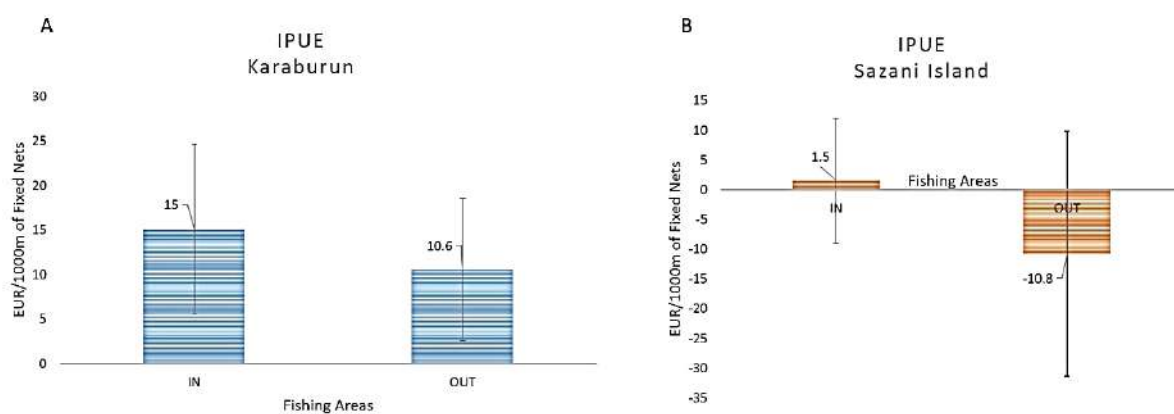 A
IPUE
Karaburun
EUR/1000m of Fixed Nets
30
25
20
15
10
5
0
15
10.6
IN
OUT
Fishing Areas
B
IPUE
Sazani Island
EUR/1000m of Fixed Nets
15
10
5
0
-5
-10
-15
-20
-25
-30
-35
1.5
Fishing Areas
IN
OUT
-10.8